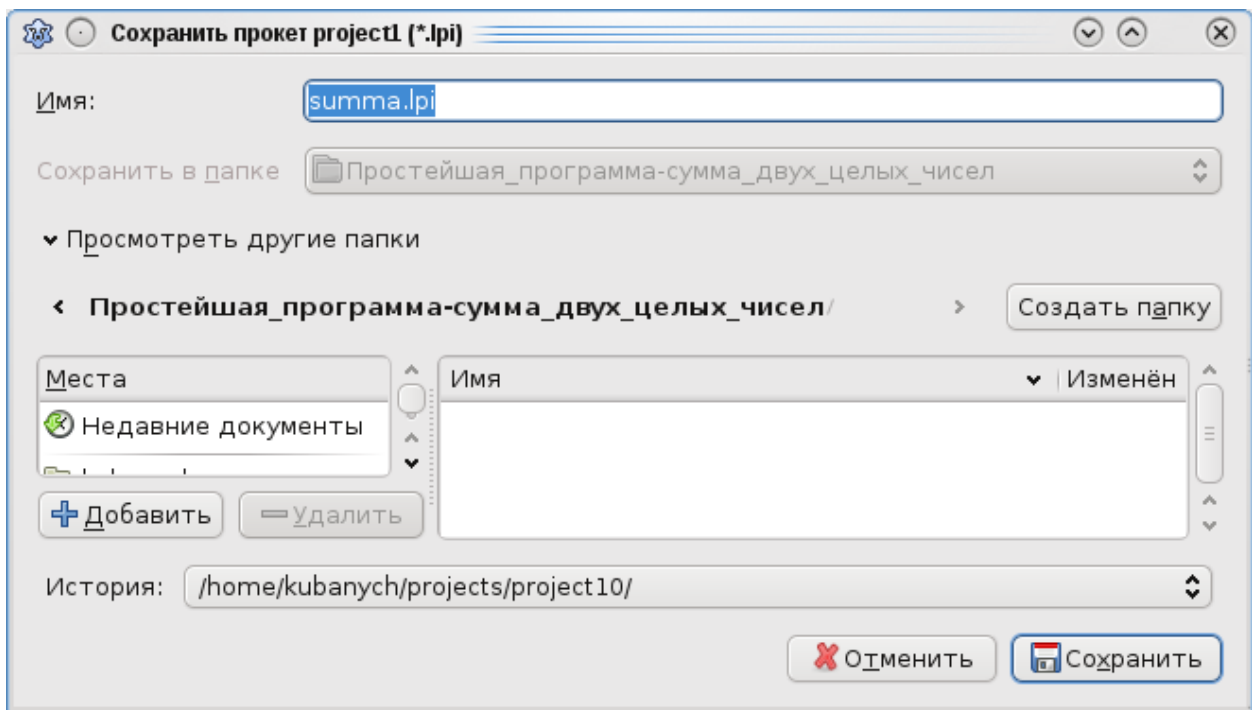 Сохранить прокет project1 (*.lpi)
Имя: summa.lpi
Сохранить в папке Простейшая_программа-сумма_двух_целых_чисел
Просмотреть другие папки
Простейшая_программа-сумма_двух_целых_чисел/ Создать папку
Места Имя Изменён
Недавние документы
Добавить Удалить
История: /home/kubanych/projects/project10/
Отменить Сохранить